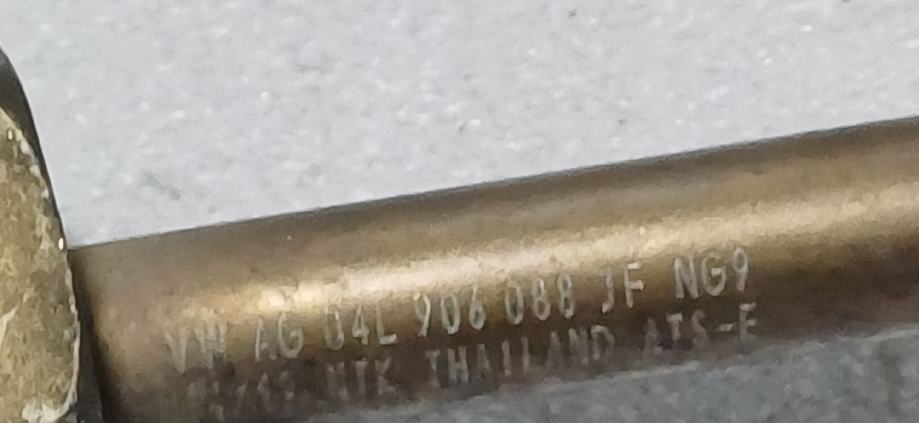 VW AG 04L 906 088 JF NG9
NTK THAILAND ATS-E